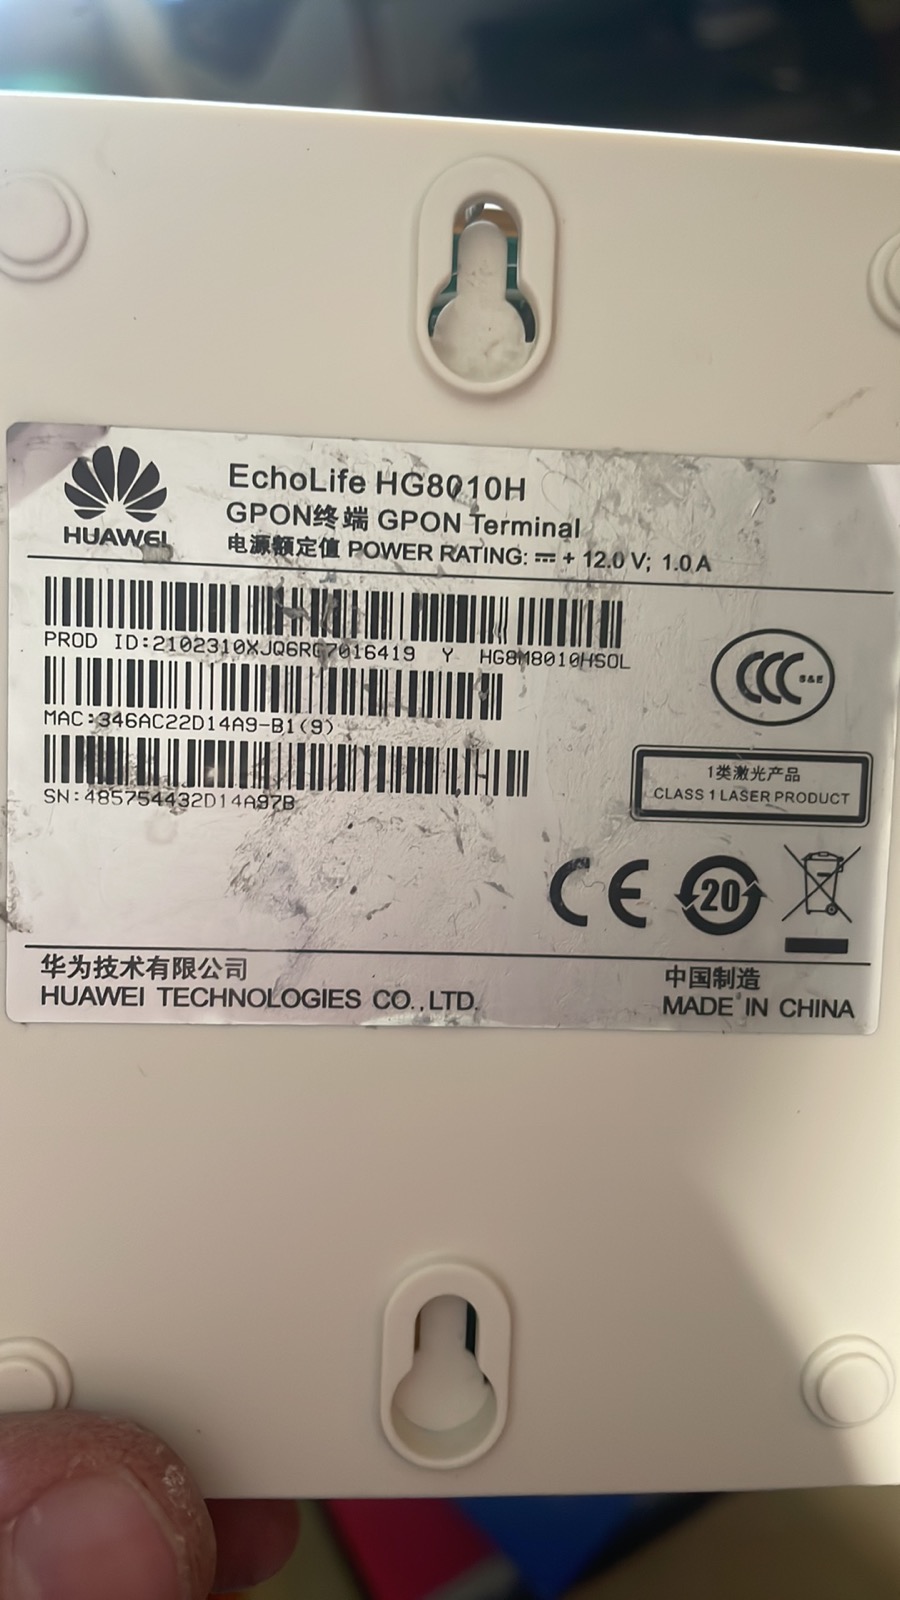 HUAWEI
EchoLife HG8010H
GPON终端 GPON Terminal
电源额定值 POWER RATING: ⎓ + 12.0 V; 1.0 A
PROD ID:2102310XJQ6RG7016419 Y HG8M8010HSOL
MAC:346AC22D14A9-B1(9)
SN:485754432D14A97B
CCC S&E
1类激光产品
CLASS 1 LASER PRODUCT
CE
20
华为技术有限公司
HUAWEI TECHNOLOGIES CO.,LTD.
中国制造
MADE IN CHINA